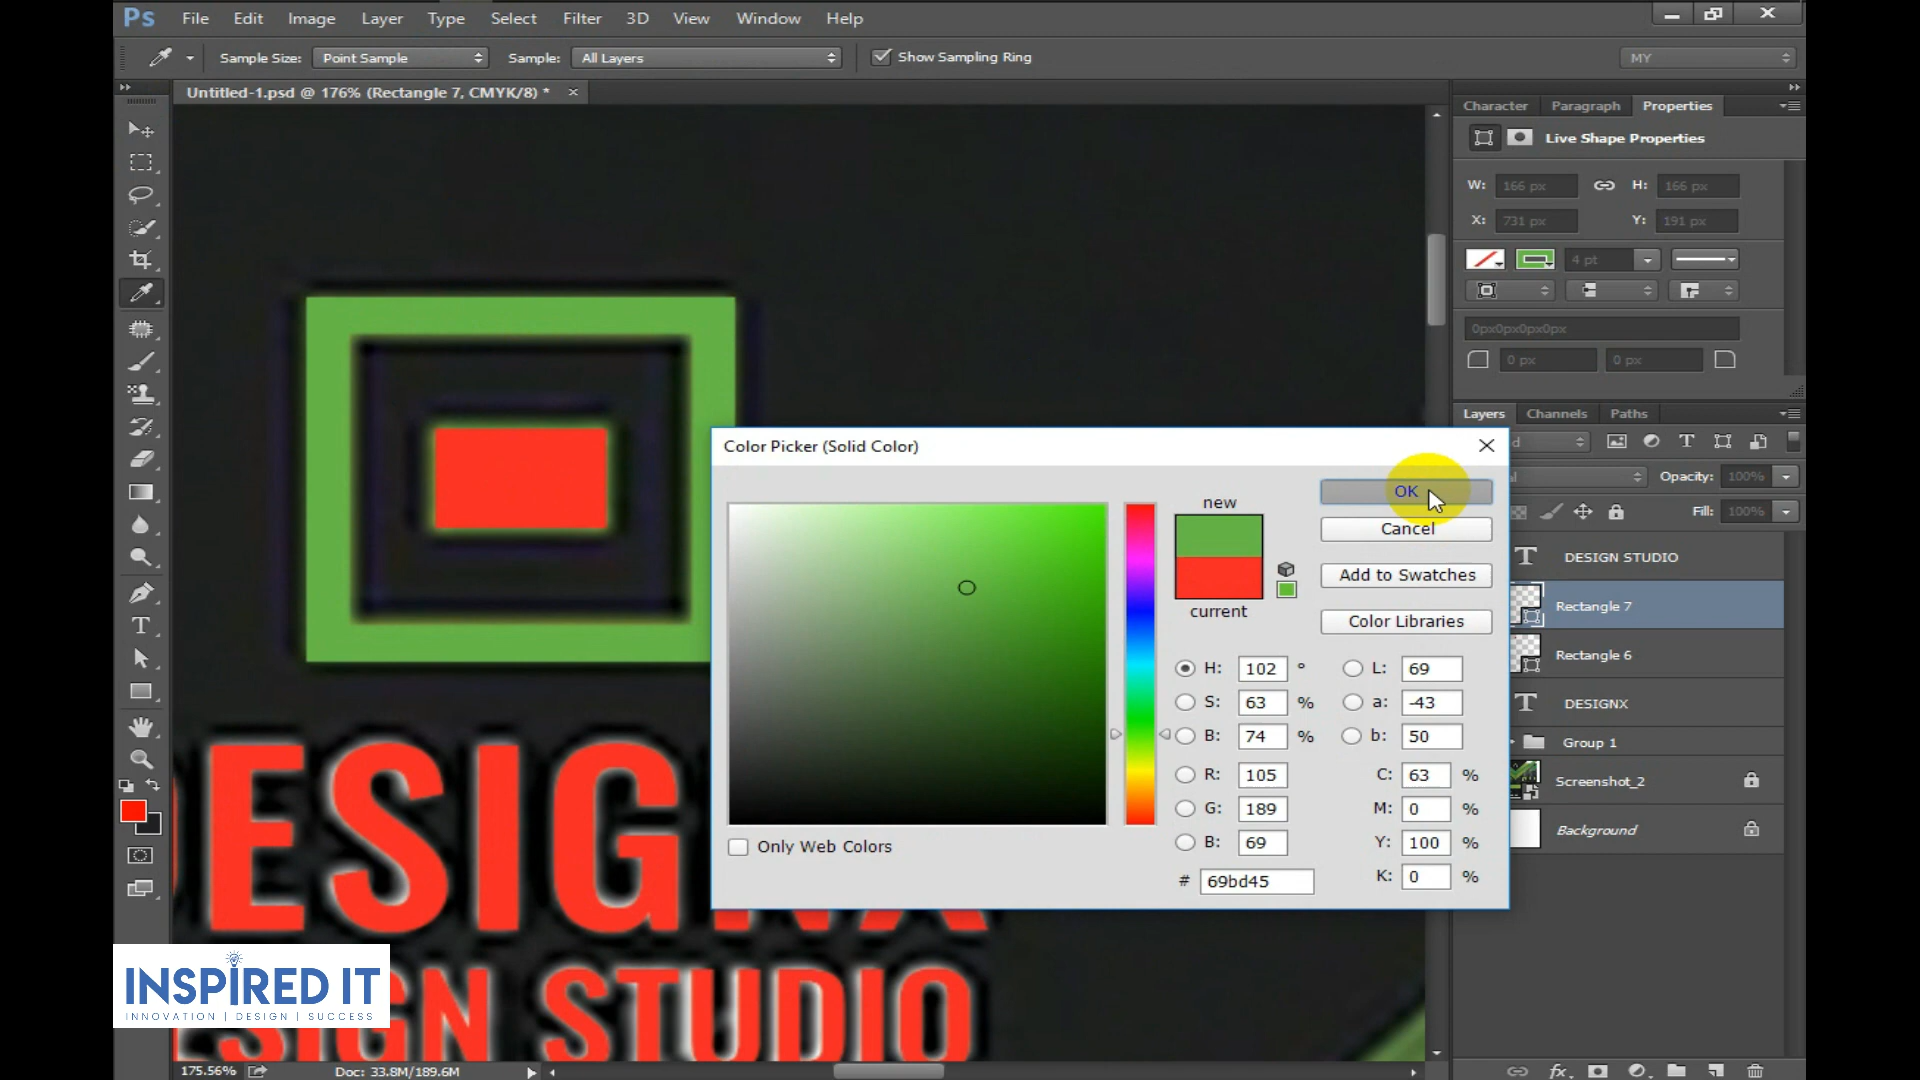 Ps File Edit Image Layer Type Select Filter 3D View Window Help
Sample Size: Point Sample Sample: All Layers Show Sampling Ring MY
Untitled-1.psd @ 176% (Rectangle 7, CMYK/8) *
Character Paragraph Properties
Live Shape Properties
W: 166 px H: 166 px
X: 731 px Y: 191 px
4 pt
0px0px0px0px
0 px 0 px
Layers Channels Paths
Opacity: 100%
Fill: 100%
DESIGN STUDIO
Rectangle 7
Rectangle 6
DESIGNX
Group 1
Screenshot_2
Background
Color Picker (Solid Color)
new
current
OK
Cancel
Add to Swatches
Color Libraries
H: 102 ° L: 69
S: 63 % a: -43
B: 74 % b: 50
R: 105 C: 63 %
G: 189 M: 0 %
B: 69 Y: 100 %
# 69bd45 K: 0 %
Only Web Colors
DESIGNX
DESIGN STUDIO
INSPIRED IT
INNOVATION | DESIGN | SUCCESS
175.56% Doc: 33.8M/189.6M
fx